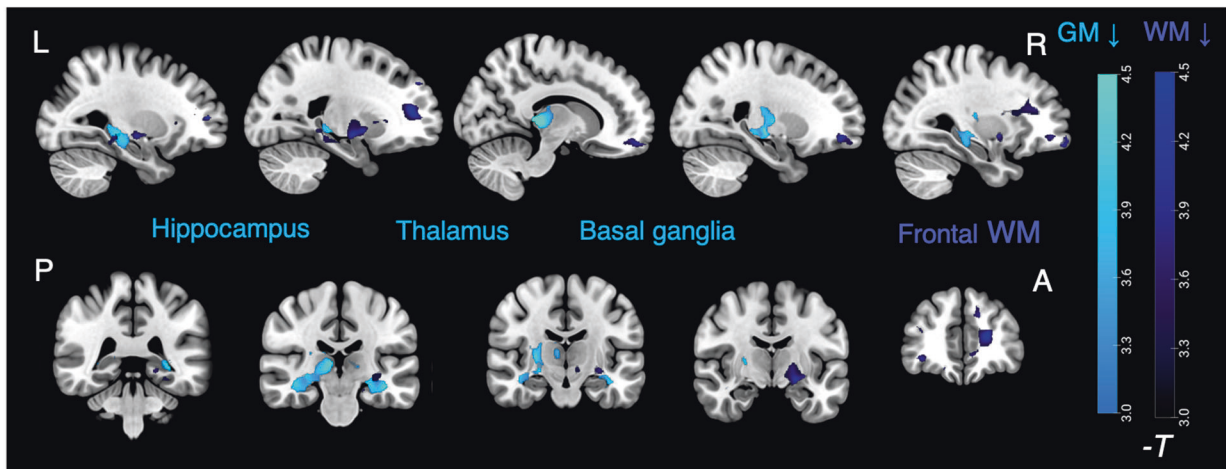 L
R
GM ↓
WM ↓
4.5
4.2
3.9
3.6
3.3
3.0
4.5
4.2
3.9
3.6
3.3
3.0
Hippocampus
Thalamus
Basal ganglia
Frontal WM
P
A
-T